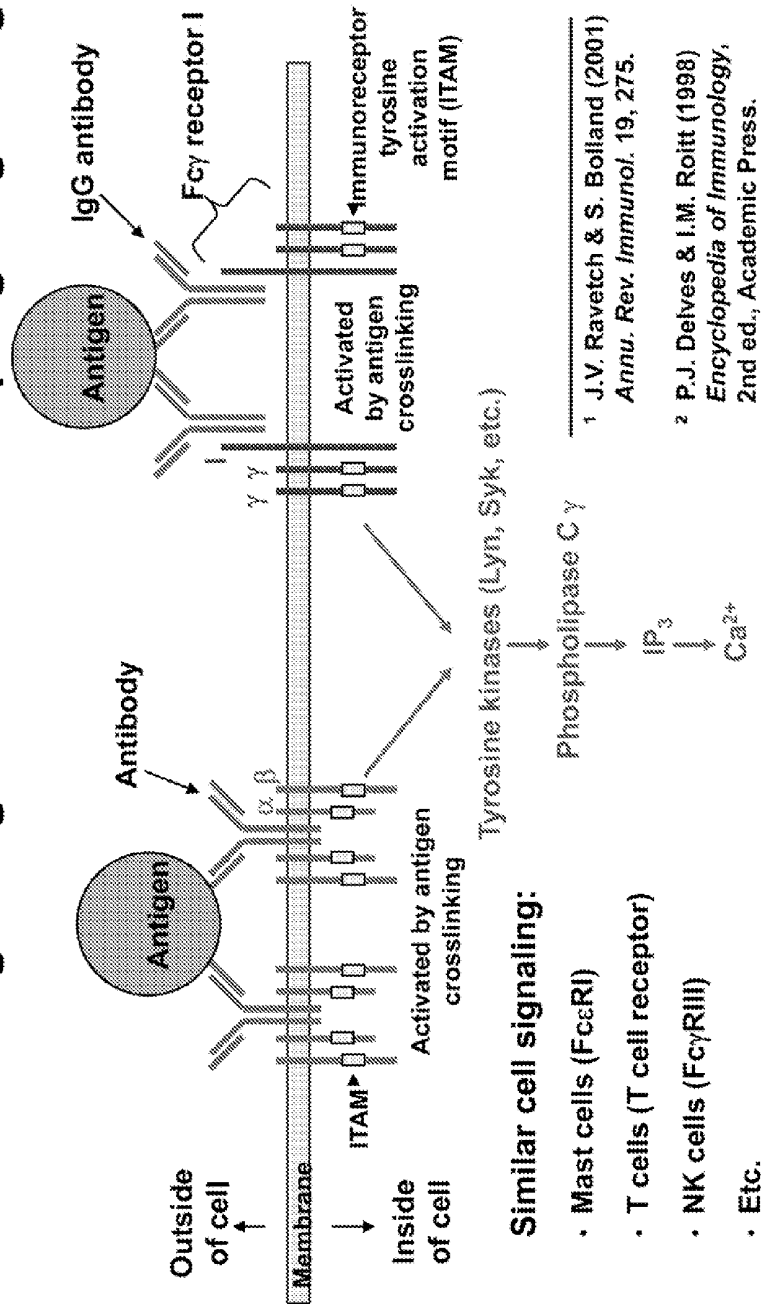 Antigen
Antibody
Outside
of cell
Membrane
Inside
of cell
ITAM
α β
Activated by antigen
crosslinking
Antigen
IgG antibody
Fcγ receptor I
γ γ I
Activated
by antigen
crosslinking
Immunoreceptor
tyrosine
activation
motif (ITAM)
Tyrosine kinases (Lyn, Syk, etc.)
Phospholipase C γ
IP₃
Ca²⁺
Similar cell signaling:
· Mast cells (FcεRI)
· T cells (T cell receptor)
· NK cells (FcγRIII)
· Etc.
¹ J.V. Ravetch & S. Bolland (2001)
Annu. Rev. Immunol. 19, 275.
² P.J. Delves & I.M. Roitt (1998)
Encyclopedia of Immunology,
2nd ed., Academic Press.